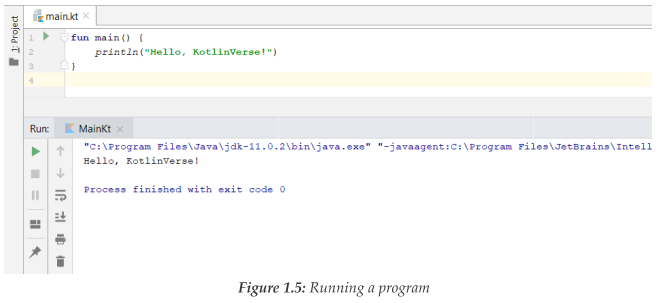 main.kt
1: Project
1 fun main() {
2 println("Hello, KotlinVerse!")
3 }
4
Run: MainKt
"C:\Program Files\Java\jdk-11.0.2\bin\java.exe" "-javaagent:C:\Program Files\JetBrains\Intell
Hello, KotlinVerse!
Process finished with exit code 0
Figure 1.5: Running a program